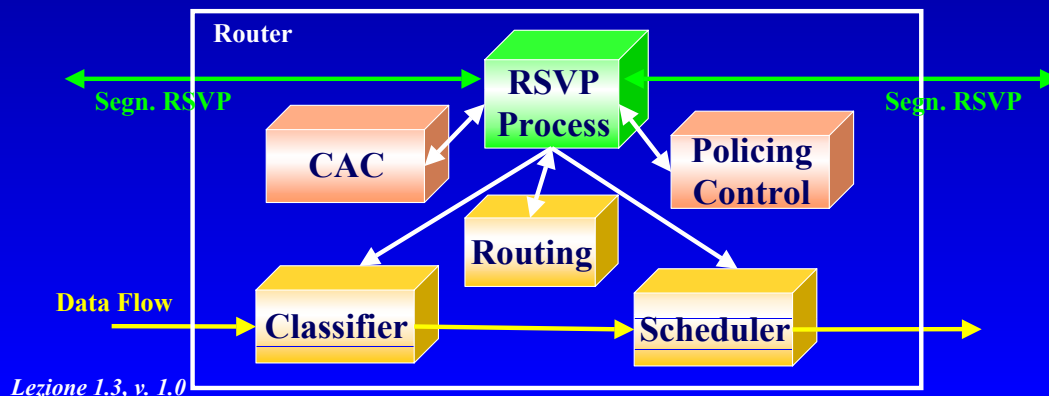 Router
RSVP
Process
Segn. RSVP
Segn. RSVP
CAC
Policing
Control
Routing
Data Flow
Classifier
Scheduler
Lezione 1.3, v. 1.0